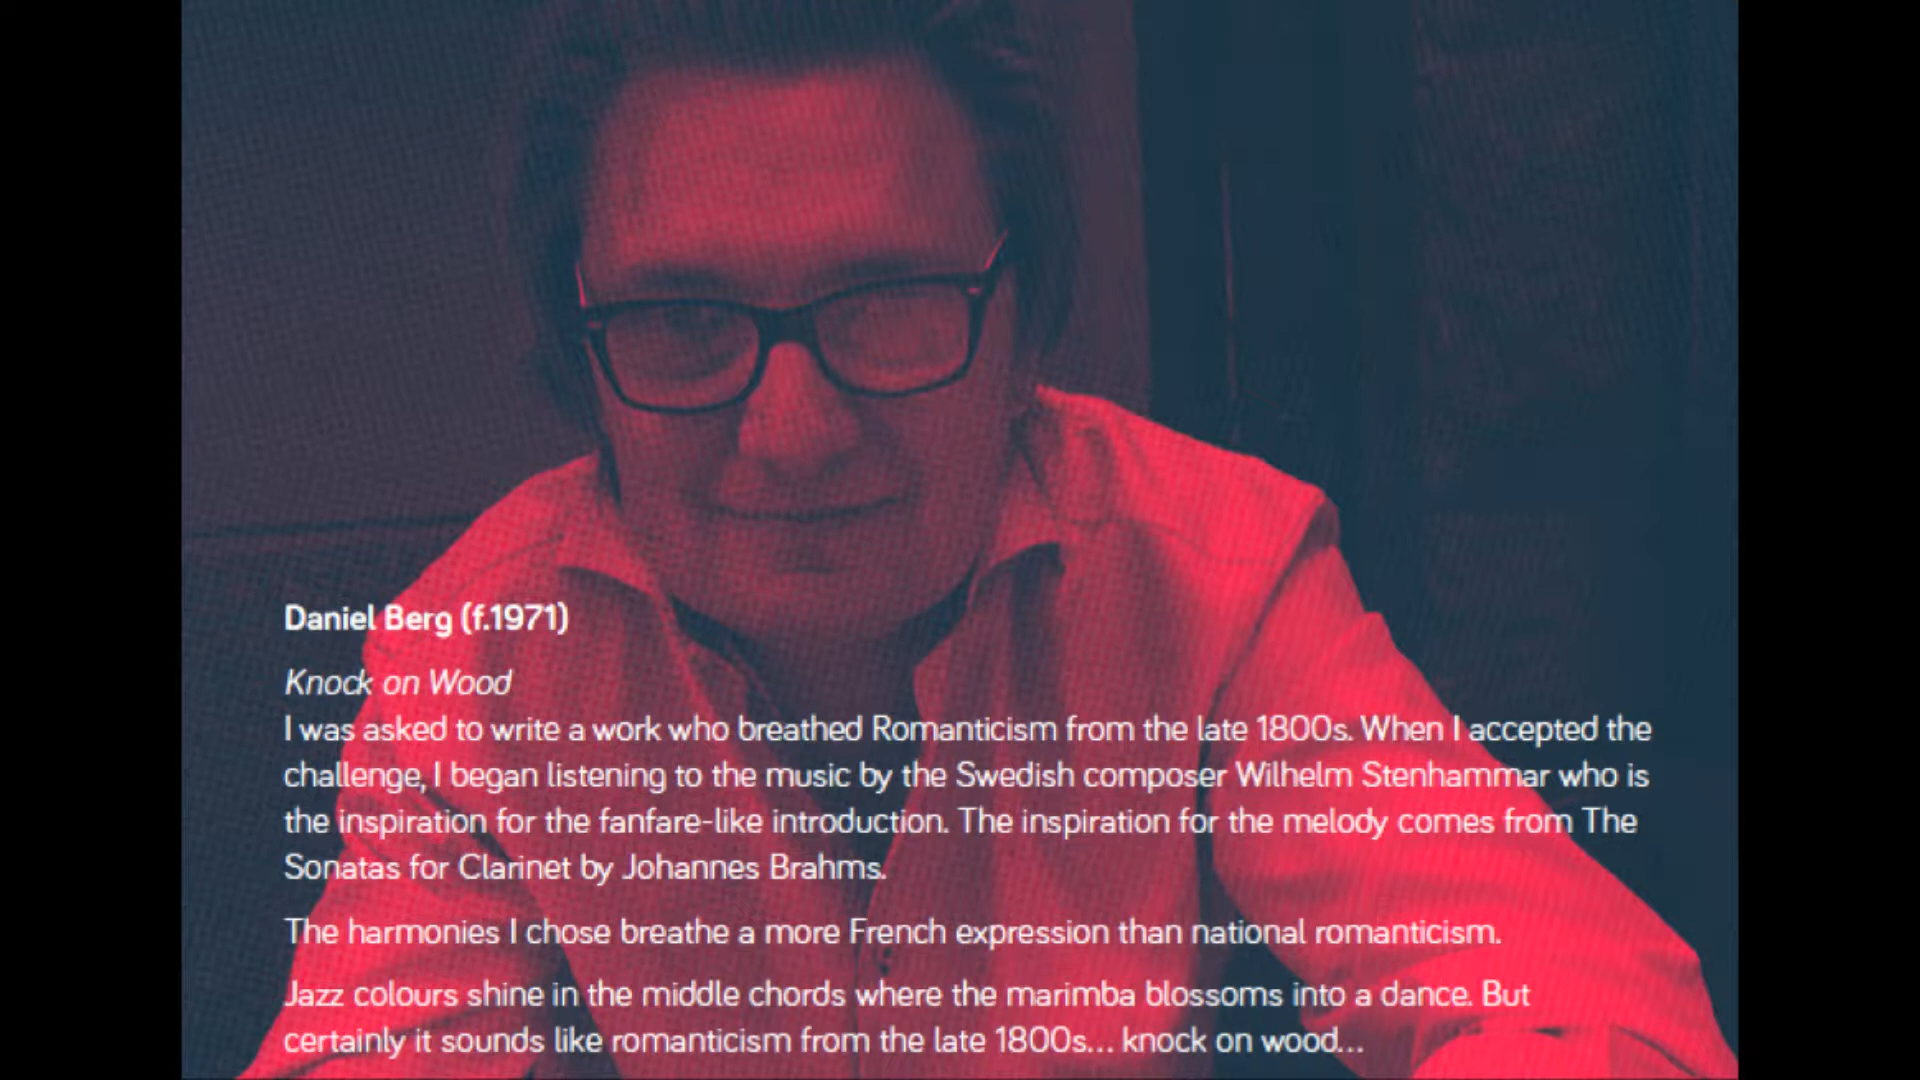 Daniel Berg (f.1971)
Knock on Wood
I was asked to write a work who breathed Romanticism from the late 1800s. When I accepted the
challenge, I began listening to the music by the Swedish composer Wilhelm Stenhammar who is
the inspiration for the fanfare-like introduction. The inspiration for the melody comes from The
Sonatas for Clarinet by Johannes Brahms.
The harmonies I chose breathe a more French expression than national romanticism.
Jazz colours shine in the middle chords where the marimba blossoms into a dance. But
certainly it sounds like romanticism from the late 1800s... knock on wood...